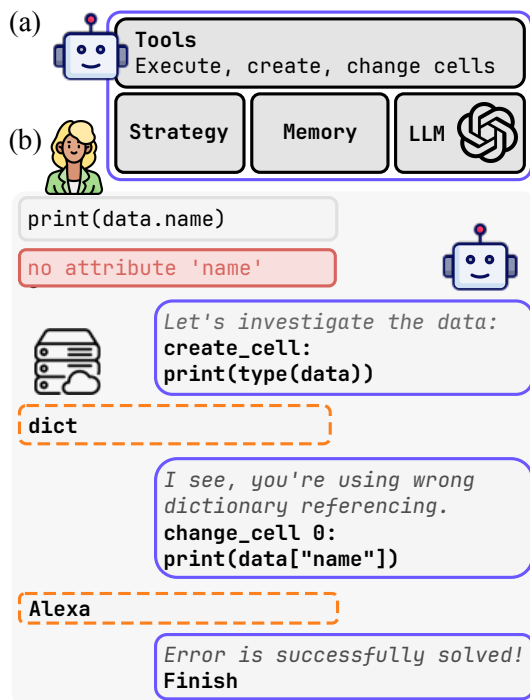 (a)
Tools
Execute, create, change cells
Strategy
Memory
LLM
(b)
print(data.name)
no attribute 'name'
Let's investigate the data:
create_cell:
print(type(data))
dict
I see, you're using wrong
dictionary referencing.
change_cell 0:
print(data["name"])
Alexa
Error is successfully solved!
Finish